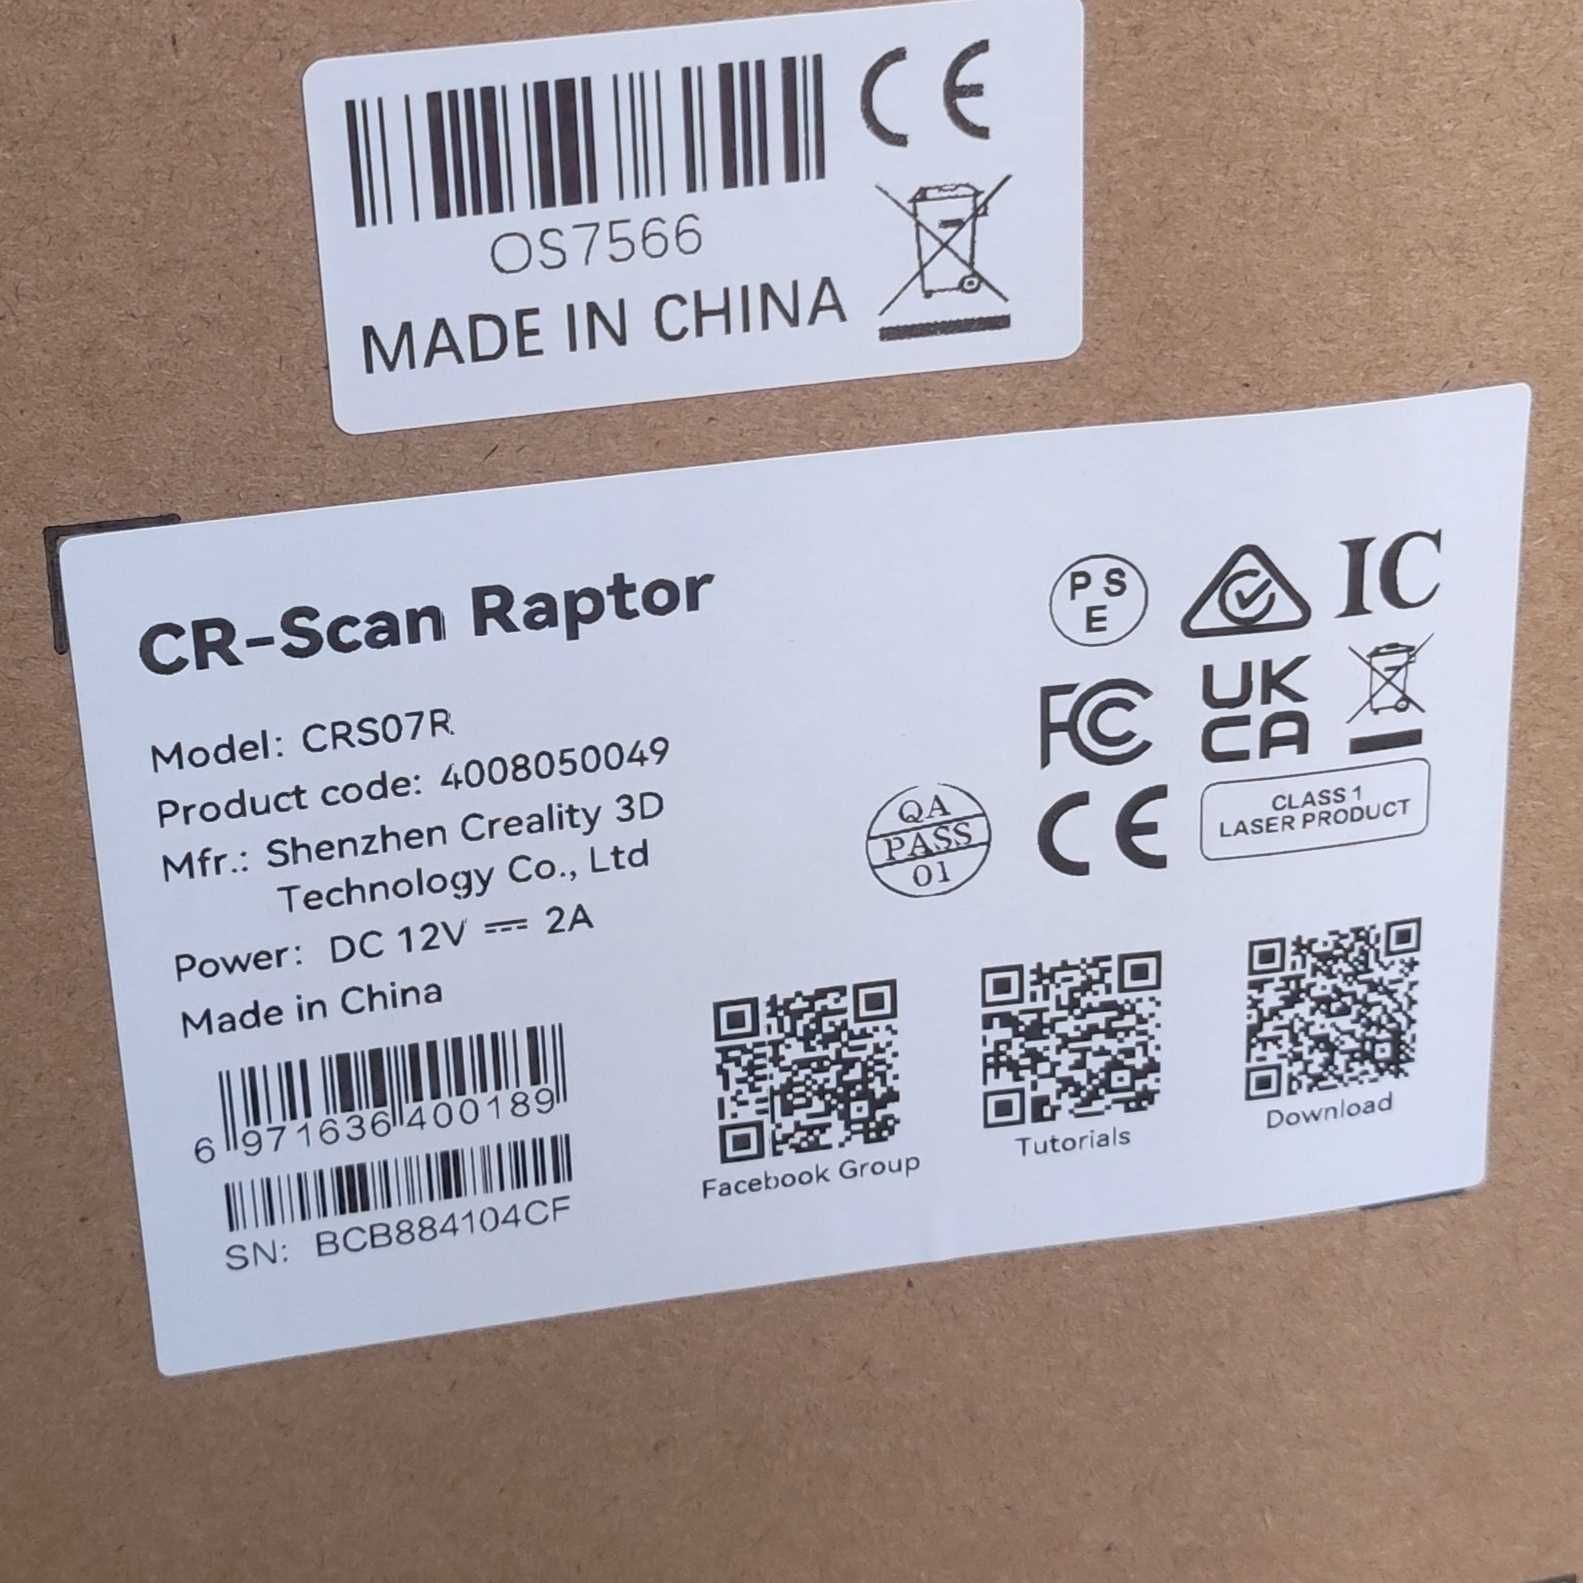 CE
OS7566
MADE IN CHINA
CR-Scan Raptor
Model: CRS07R
Product code: 4008050049
Mfr.: Shenzhen Creality 3D
Technology Co., Ltd
Power: DC 12V ⎓ 2A
Made in China
6 971636 400189
SN: BCB884104CF
PS
E
IC
FC
UK
CA
QA
PASS
01
CE
CLASS 1
LASER PRODUCT
Facebook Group
Tutorials
Download